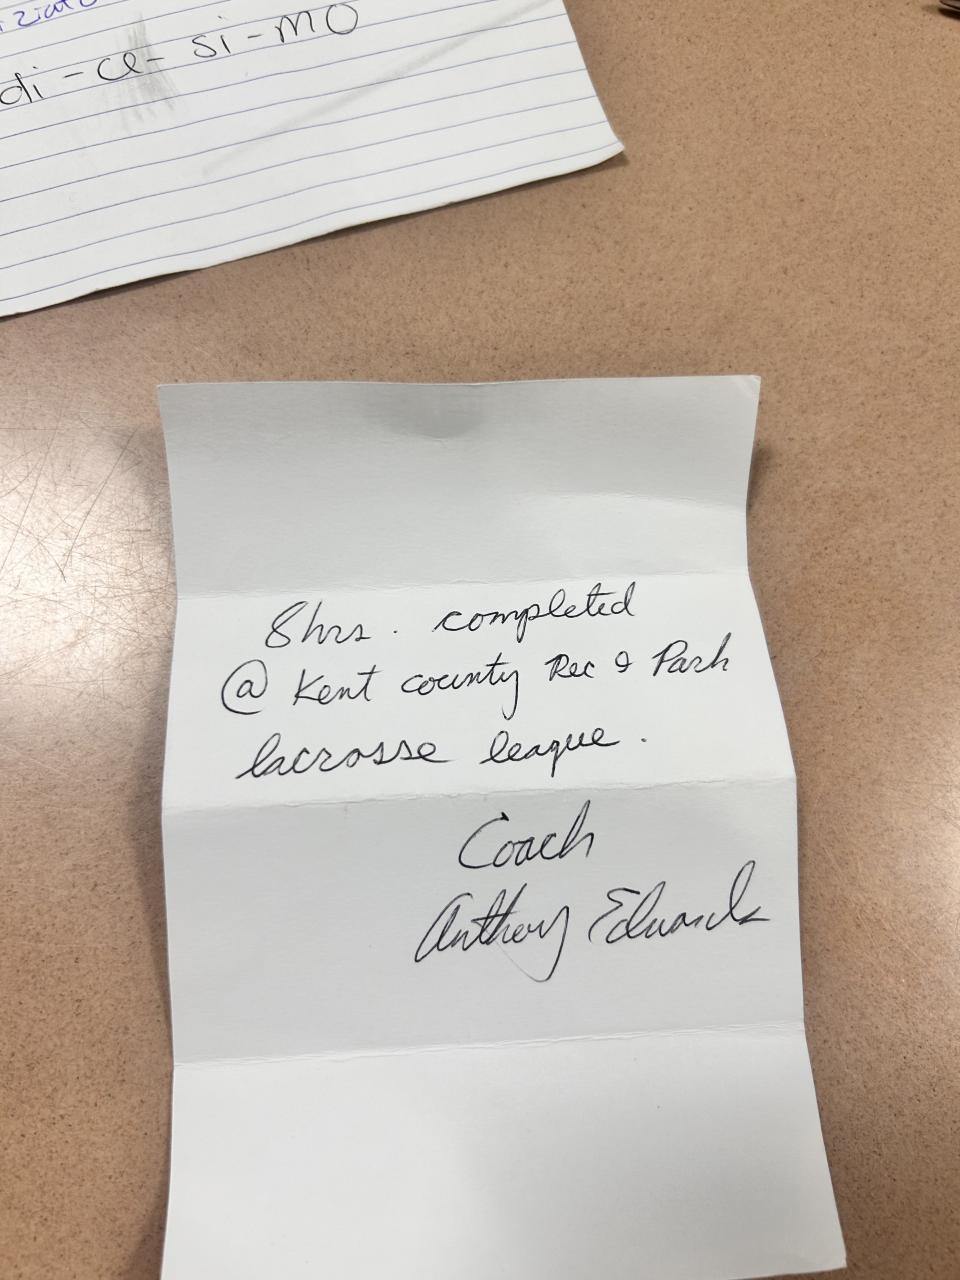 di-ce-si-mo
8hrs. completed
@ Kent county Rec & Park
lacrosse league.
Coach
Anthony Edwards